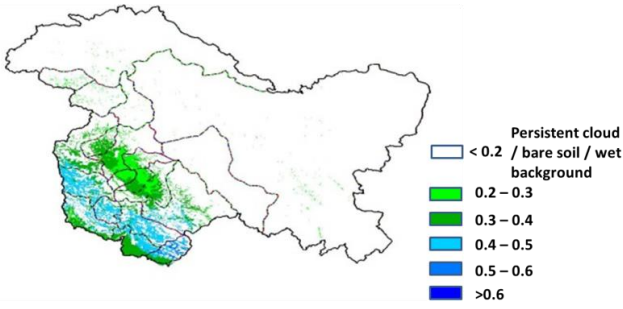 Persistent cloud
< 0.2 / bare soil / wet
background
0.2 – 0.3
0.3 – 0.4
0.4 – 0.5
0.5 – 0.6
>0.6